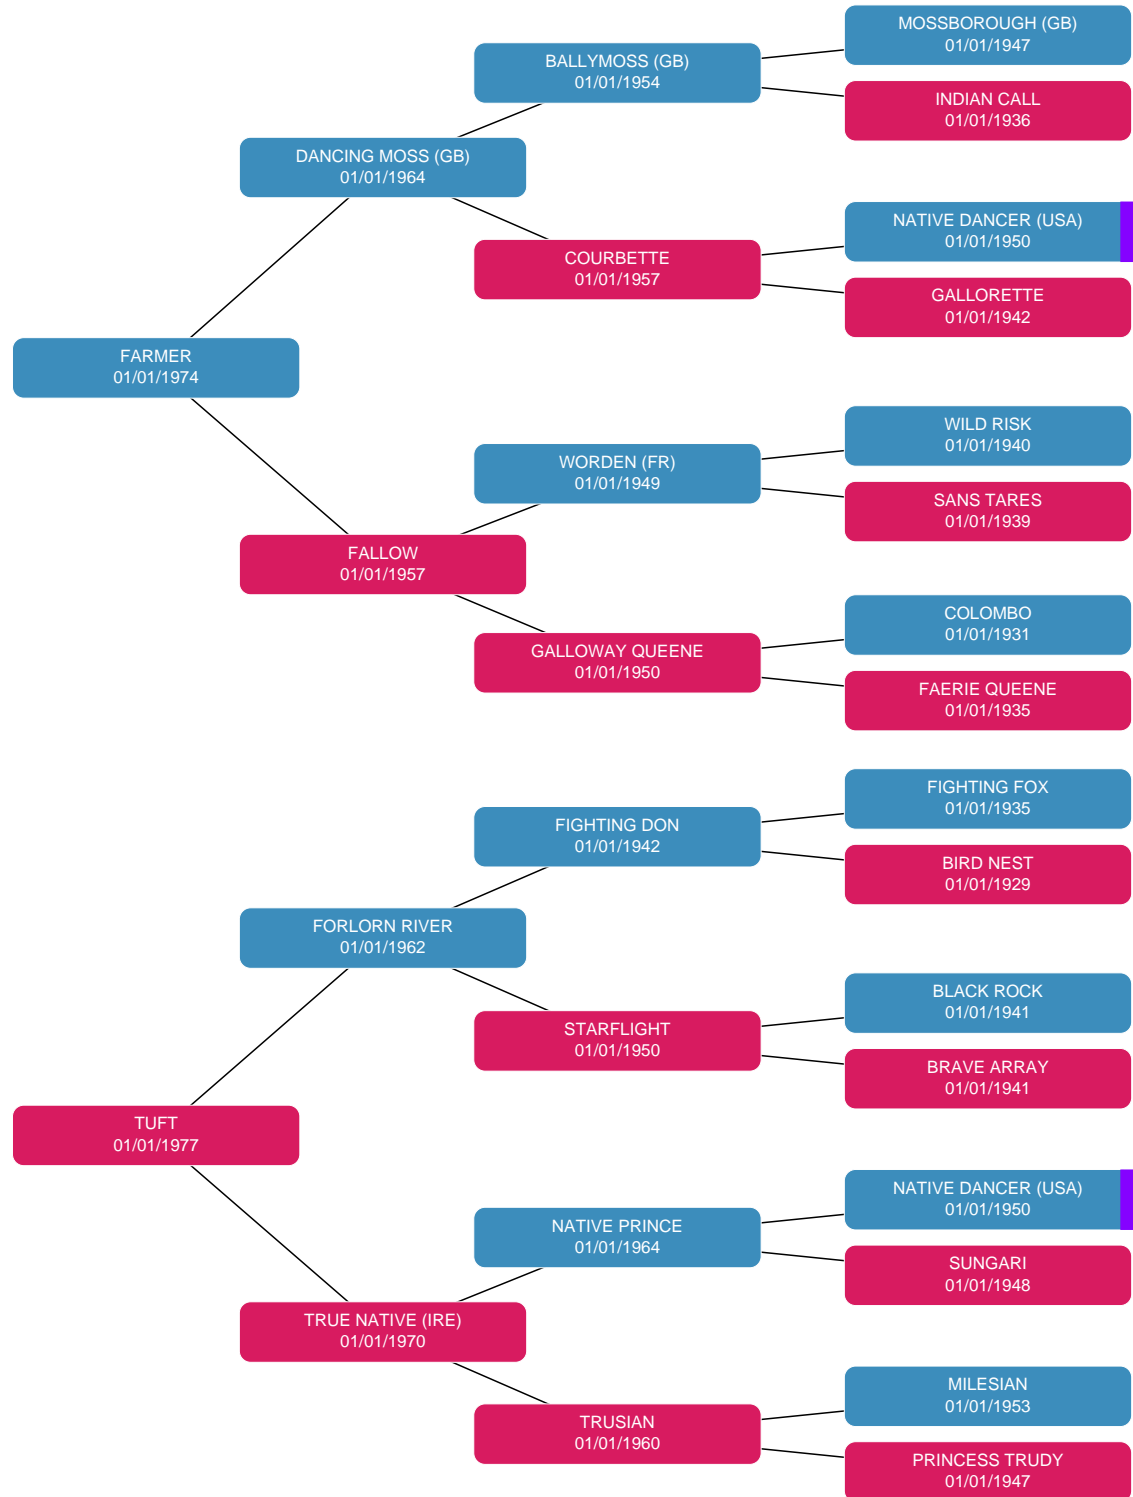 MOSSBOROUGH (GB)
01/01/1947
BALLYMOSS (GB)
01/01/1954
INDIAN CALL
01/01/1936
DANCING MOSS (GB)
01/01/1964
NATIVE DANCER (USA)
01/01/1950
COURBETTE
01/01/1957
GALLORETTE
01/01/1942
FARMER
01/01/1974
WILD RISK
01/01/1940
WORDEN (FR)
01/01/1949
SANS TARES
01/01/1939
FALLOW
01/01/1957
COLOMBO
01/01/1931
GALLOWAY QUEENE
01/01/1950
FAERIE QUEENE
01/01/1935
FIGHTING FOX
01/01/1935
FIGHTING DON
01/01/1942
BIRD NEST
01/01/1929
FORLORN RIVER
01/01/1962
BLACK ROCK
01/01/1941
STARFLIGHT
01/01/1950
BRAVE ARRAY
01/01/1941
TUFT
01/01/1977
NATIVE DANCER (USA)
01/01/1950
NATIVE PRINCE
01/01/1964
SUNGARI
01/01/1948
TRUE NATIVE (IRE)
01/01/1970
MILESIAN
01/01/1953
TRUSIAN
01/01/1960
PRINCESS TRUDY
01/01/1947